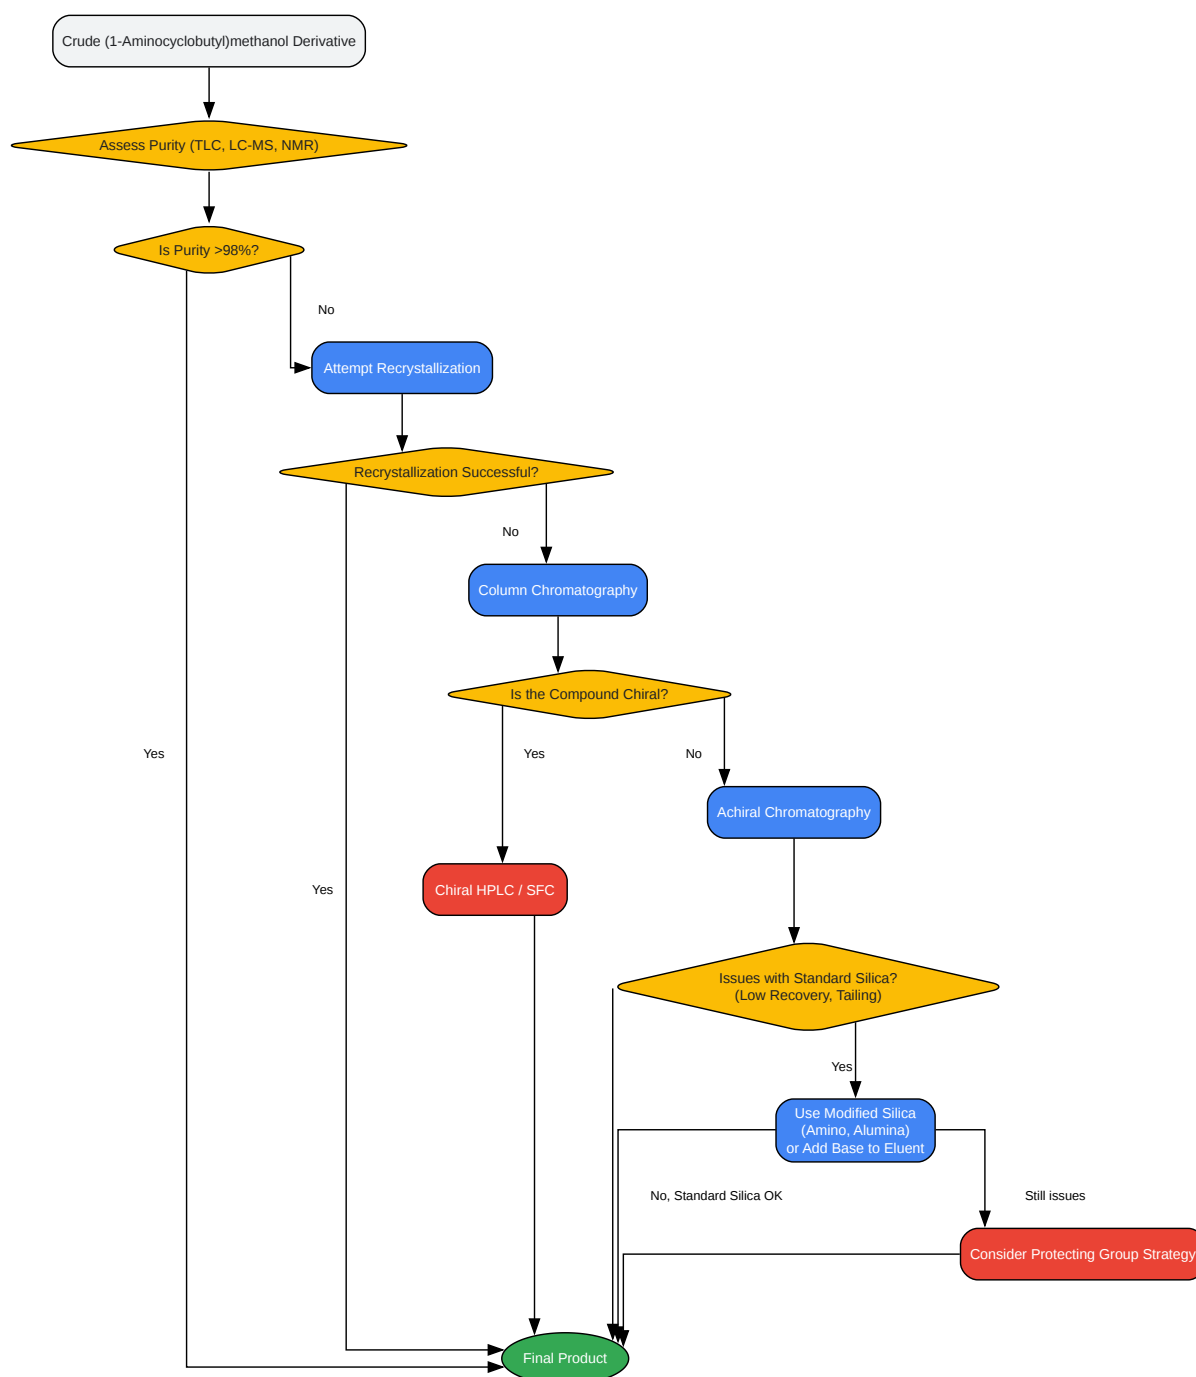 Crude (1-Aminocyclobutyl)methanol Derivative
Assess Purity (TLC, LC-MS, NMR)
Is Purity >98%?
No
Attempt Recrystallization
Recrystallization Successful?
No
Column Chromatography
Is the Compound Chiral?
Yes
Yes
No
Achiral Chromatography
Yes
Chiral HPLC / SFC
Issues with Standard Silica?
(Low Recovery, Tailing)
Yes
Use Modified Silica
(Amino, Alumina)
or Add Base to Eluent
No, Standard Silica OK
Still issues
Consider Protecting Group Strategy
Final Product